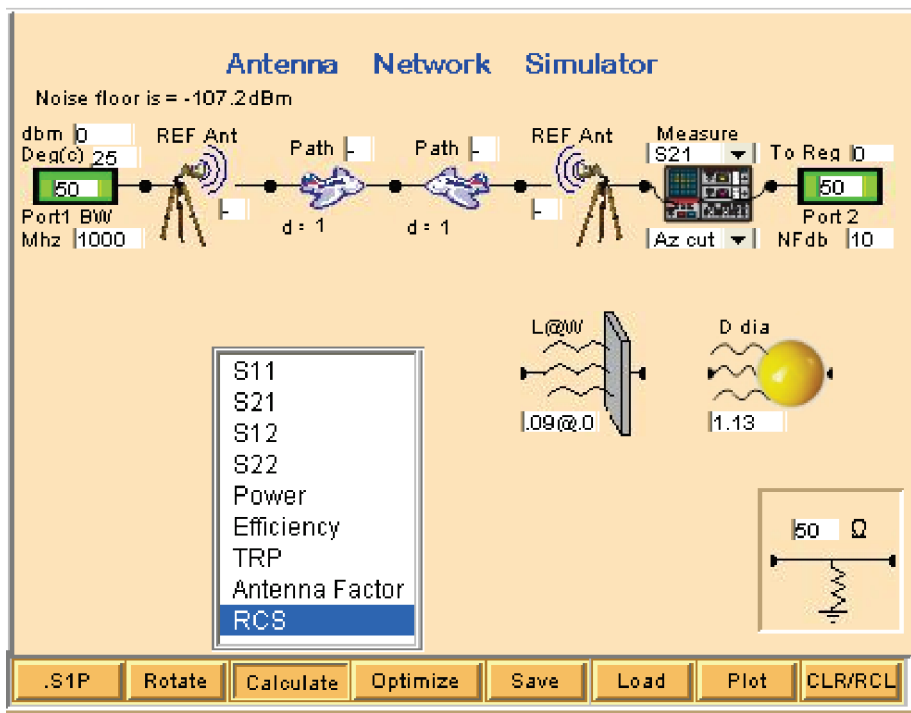 Antenna Network Simulator
Noise floor is = -107.2dBm
dbm 0
Deg(c) 25
50
Port1 BW
Mhz 1000
REF Ant
-
Path -
d = 1
Path -
d = 1
REF Ant
-
Measure
S21
Az cut
To Reg 0
50
Port 2
NFdb 10
L@W
.09@.0
D dia
1.13
S11
S21
S12
S22
Power
Efficiency
TRP
Antenna Factor
RCS
50 Ω
.S1P Rotate Calculate Optimize Save Load Plot CLR/RCL